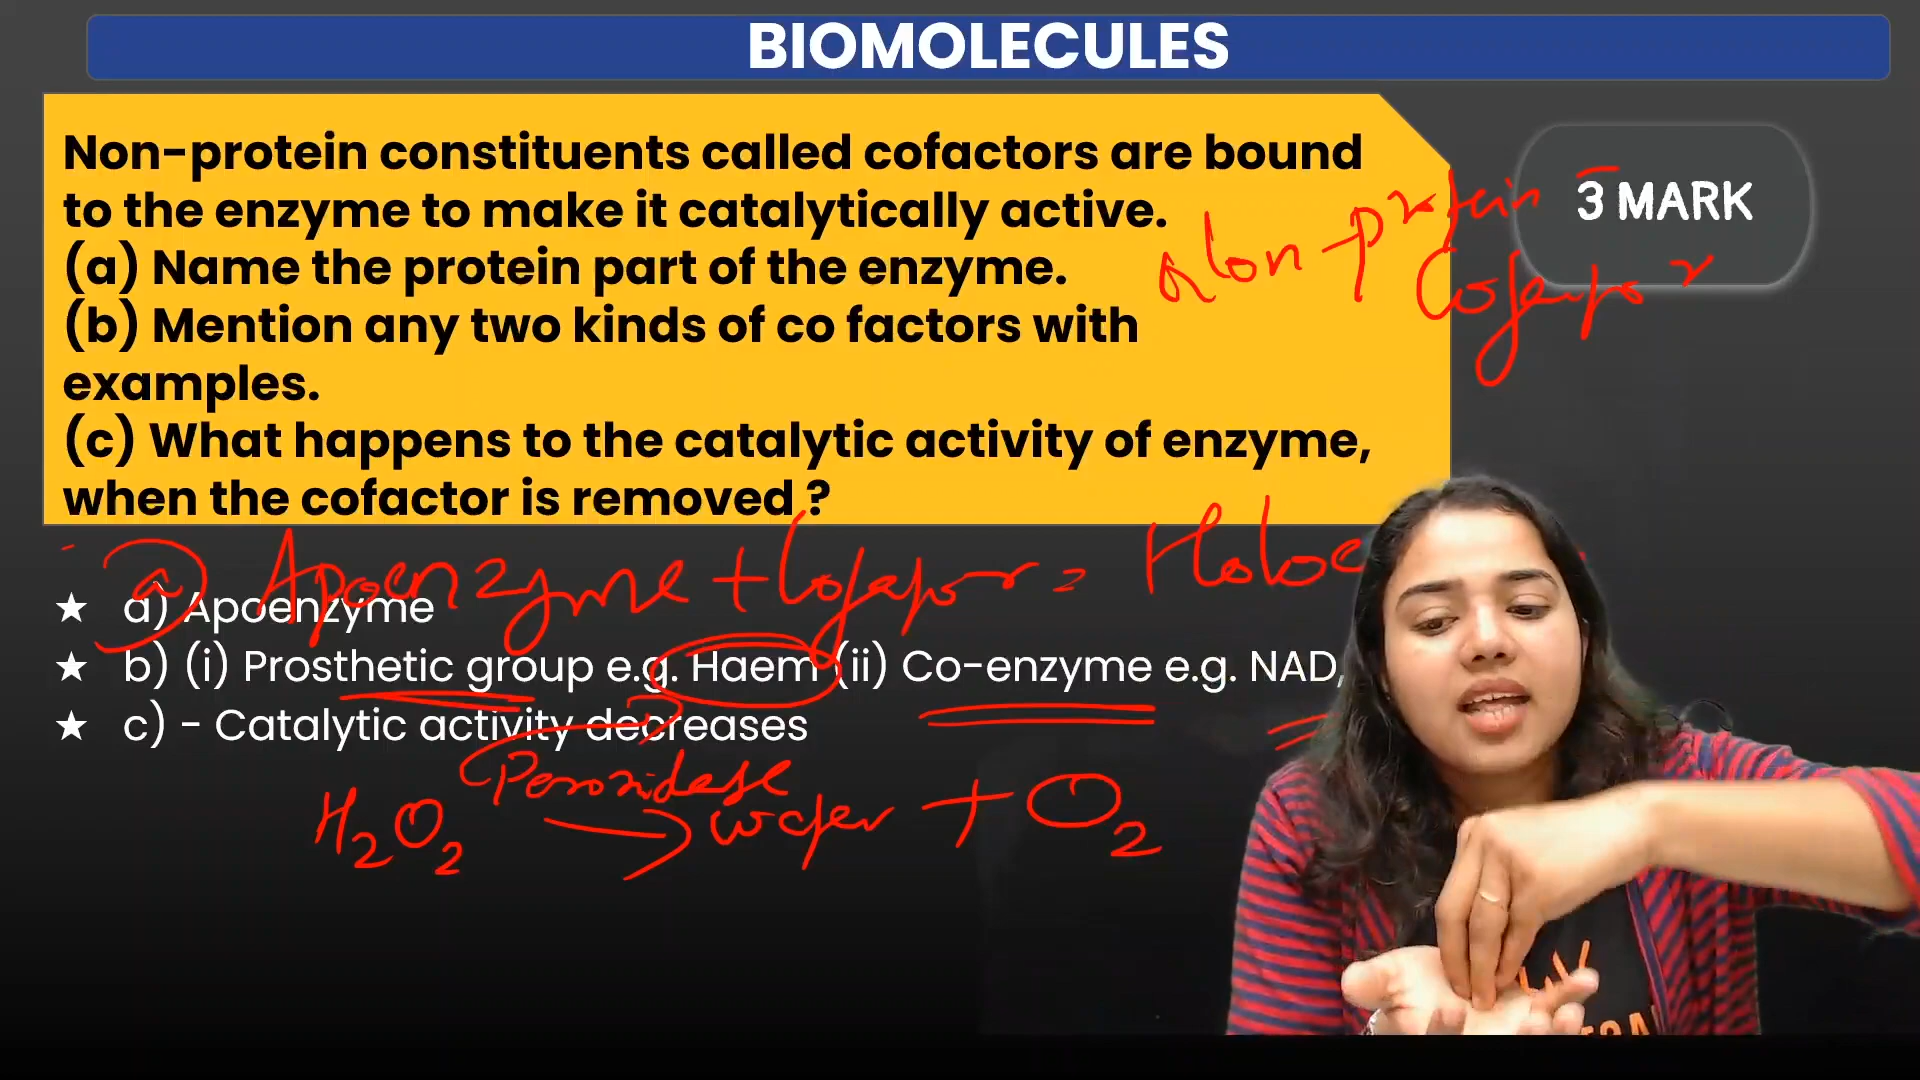 BIOMOLECULES
Non-protein constituents called cofactors are bound
to the enzyme to make it catalytically active.
(a) Name the protein part of the enzyme.
(b) Mention any two kinds of co factors with
examples.
(c) What happens to the catalytic activity of enzyme,
when the cofactor is removed ?
3 MARK
Non-protein
Cofactor
a) Apoenzyme + Cofactor = Holoe
★ a) Apoenzyme
★ b) (i) Prosthetic group e.g. Haem (ii) Co-enzyme e.g. NAD,
★ c) - Catalytic activity decreases
Peroxidase
H2O2 → water + O2